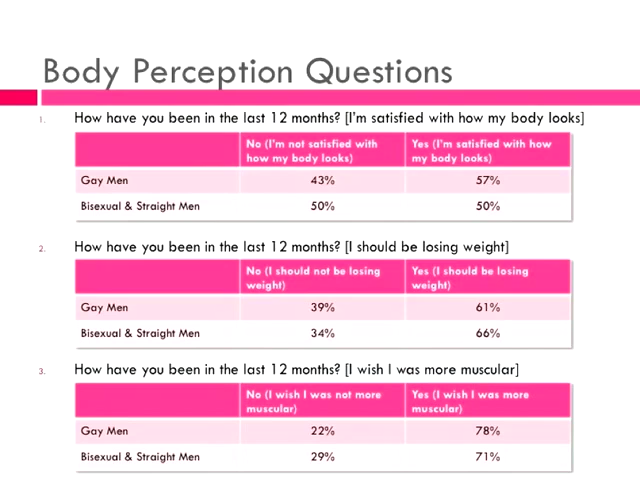 Body Perception Questions
1. How have you been in the last 12 months? [I'm satisfied with how my body looks]
No (I'm not satisfied with how my body looks) Yes (I'm satisfied with how my body looks)
Gay Men 43% 57%
Bisexual & Straight Men 50% 50%
2. How have you been in the last 12 months? [I should be losing weight]
No (I should not be losing weight) Yes (I should be losing weight)
Gay Men 39% 61%
Bisexual & Straight Men 34% 66%
3. How have you been in the last 12 months? [I wish I was more muscular]
No (I wish I was not more muscular) Yes (I wish I was more muscular)
Gay Men 22% 78%
Bisexual & Straight Men 29% 71%